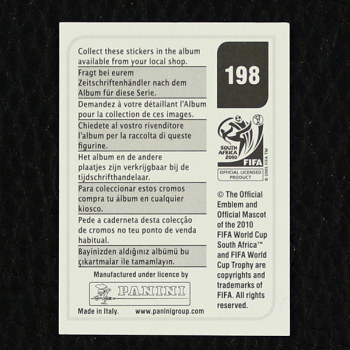 Collect these stickers in the album
available from your local shop.
Fragt bei eurem
Zeitschriftenhändler nach dem
Album für diese Serie.
Demandez à votre détaillant l'Album
pour la collection de ces images.
Chiedete al vostro rivenditore
l'album per la raccolta di queste
figurine.
Het album en de andere
plaatjes zijn verkrijgbaar bij de
tijdschrifthandelaar.
Para coleccionar estos cromos
compra tu álbum en cualquier
kiosco.
Pede a caderneta desta colecção
de cromos no teu ponto de venda
habitual.
Bayinizden aldığınız albümü bu
çıkartmalar ile tamamlayın.
Manufactured under licence by
PANINI
Made in Italy. www.paninigroup.com
198
SOUTH AFRICA
2010
FIFA
OFFICIAL LICENSED
PRODUCT
© 2005 FIFA TM
© The Official
Emblem and
Official Mascot
of the 2010
FIFA World Cup
South Africa™
and FIFA World
Cup Trophy are
copyrights and
trademarks of
FIFA. All rights
reserved.